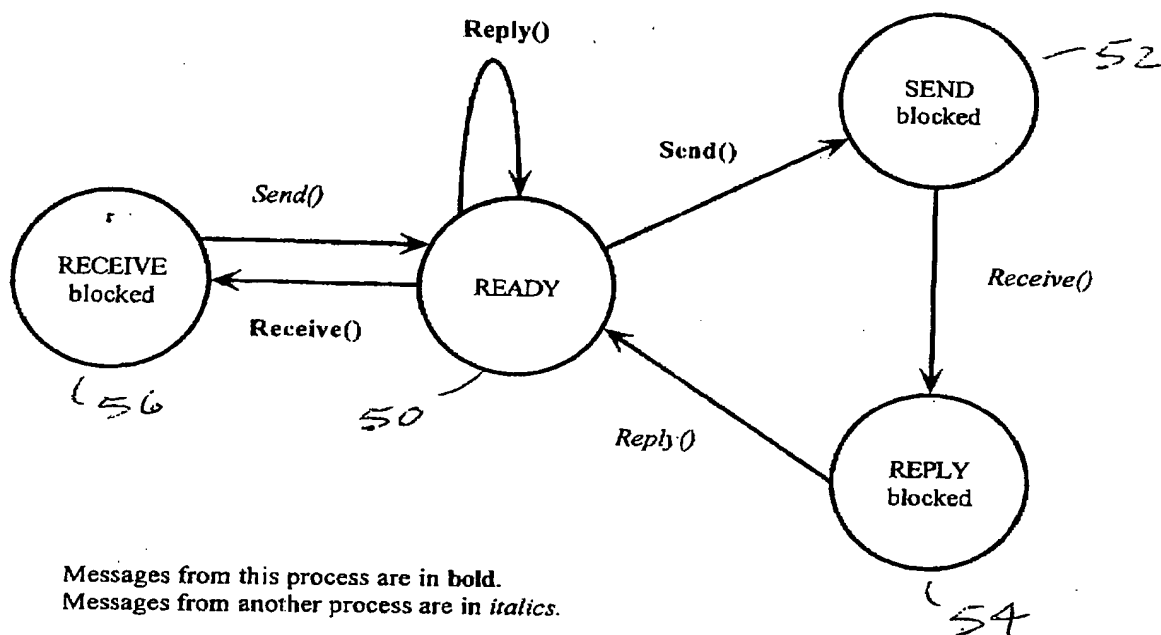 Reply()
52
SEND
blocked
Send()
Send()
RECEIVE
blocked
READY
Receive()
Receive()
56
50
Reply()
REPLY
blocked
54
Messages from this process are in bold.
Messages from another process are in italics.